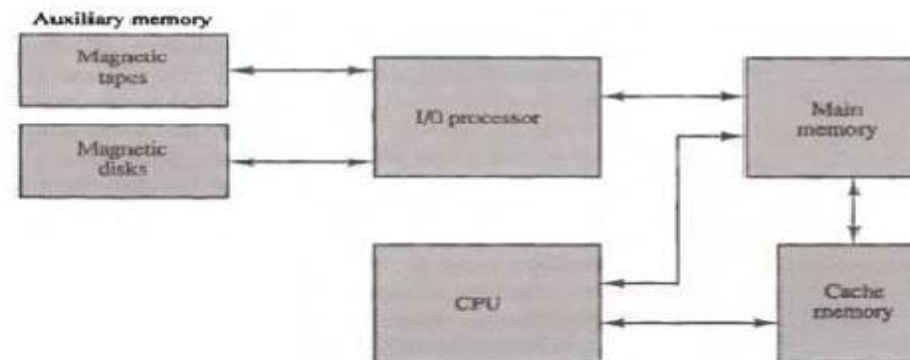 Auxiliary memory
Magnetic
tapes
I/O processor
Main
memory
Magnetic
disks
CPU
Cache
memory